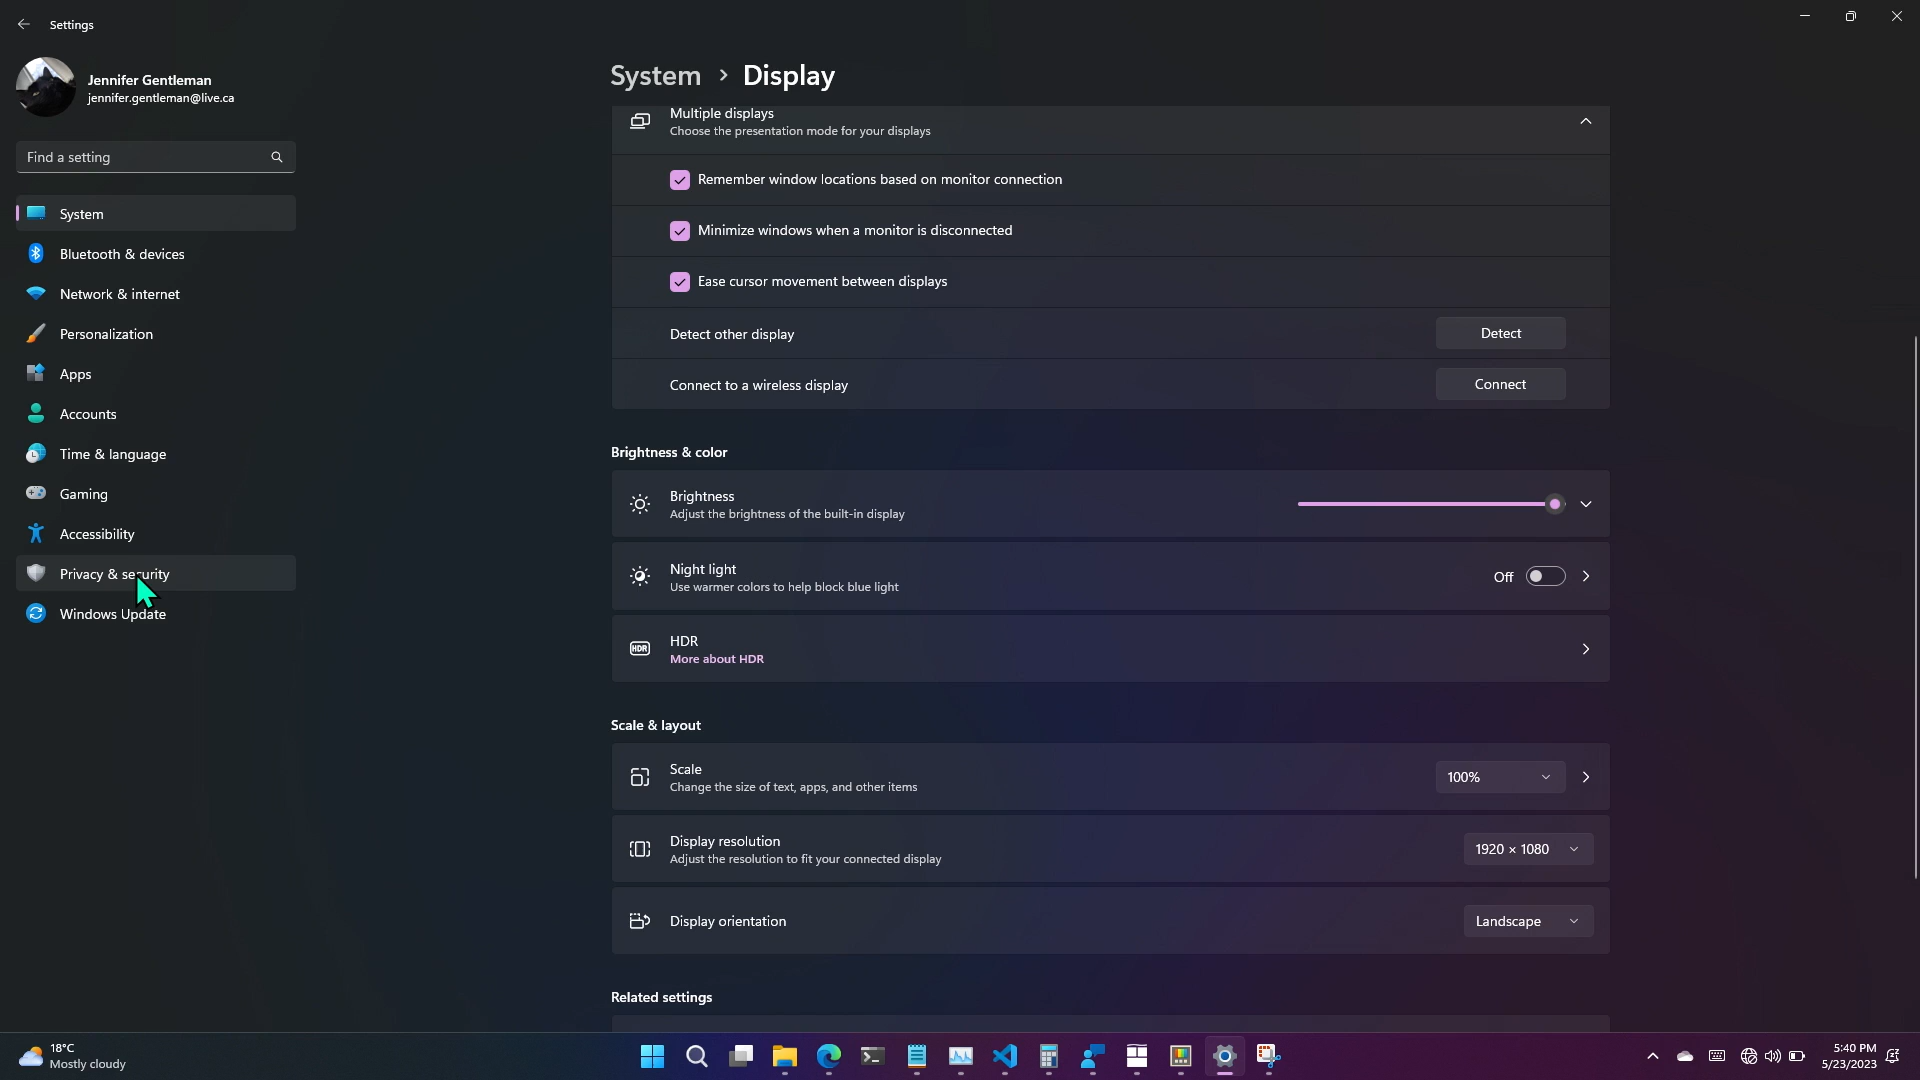 Settings
Jennifer Gentleman
jennifer.gentleman@live.ca
Find a setting
System
Bluetooth & devices
Network & internet
Personalization
Apps
Accounts
Time & language
Gaming
Accessibility
Privacy & security
Windows Update
System > Display
Multiple displays
Choose the presentation mode for your displays
Remember window locations based on monitor connection
Minimize windows when a monitor is disconnected
Ease cursor movement between displays
Detect other display
Detect
Connect to a wireless display
Connect
Brightness & color
Brightness
Adjust the brightness of the built-in display
Night light
Use warmer colors to help block blue light
Off
HDR
HDR
More about HDR
Scale & layout
Scale
Change the size of text, apps, and other items
100%
Display resolution
Adjust the resolution to fit your connected display
1920 × 1080
Display orientation
Landscape
Related settings
18°C
Mostly cloudy
5:40 PM
5/23/2023